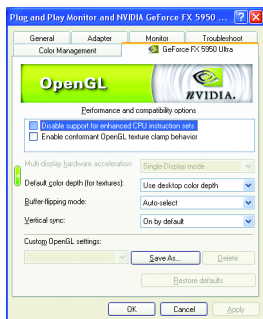 Plug and Play Monitor and NVIDIA GeForce FX 5950 ...
General Adapter Monitor Troubleshoot
Color Management GeForce FX 5950 Ultra
OpenGL
NVIDIA.
Performance and compatibility options
Disable support for enhanced CPU instruction sets
Enable conformant OpenGL texture clamp behavior
Multi-display hardware acceleration: Single-Display mode
Default color depth (for textures): Use desktop color depth
Buffer-flipping mode: Auto-select
Vertical sync: On by default
Custom OpenGL settings:
Save As... Delete
Restore defaults
OK Cancel Apply